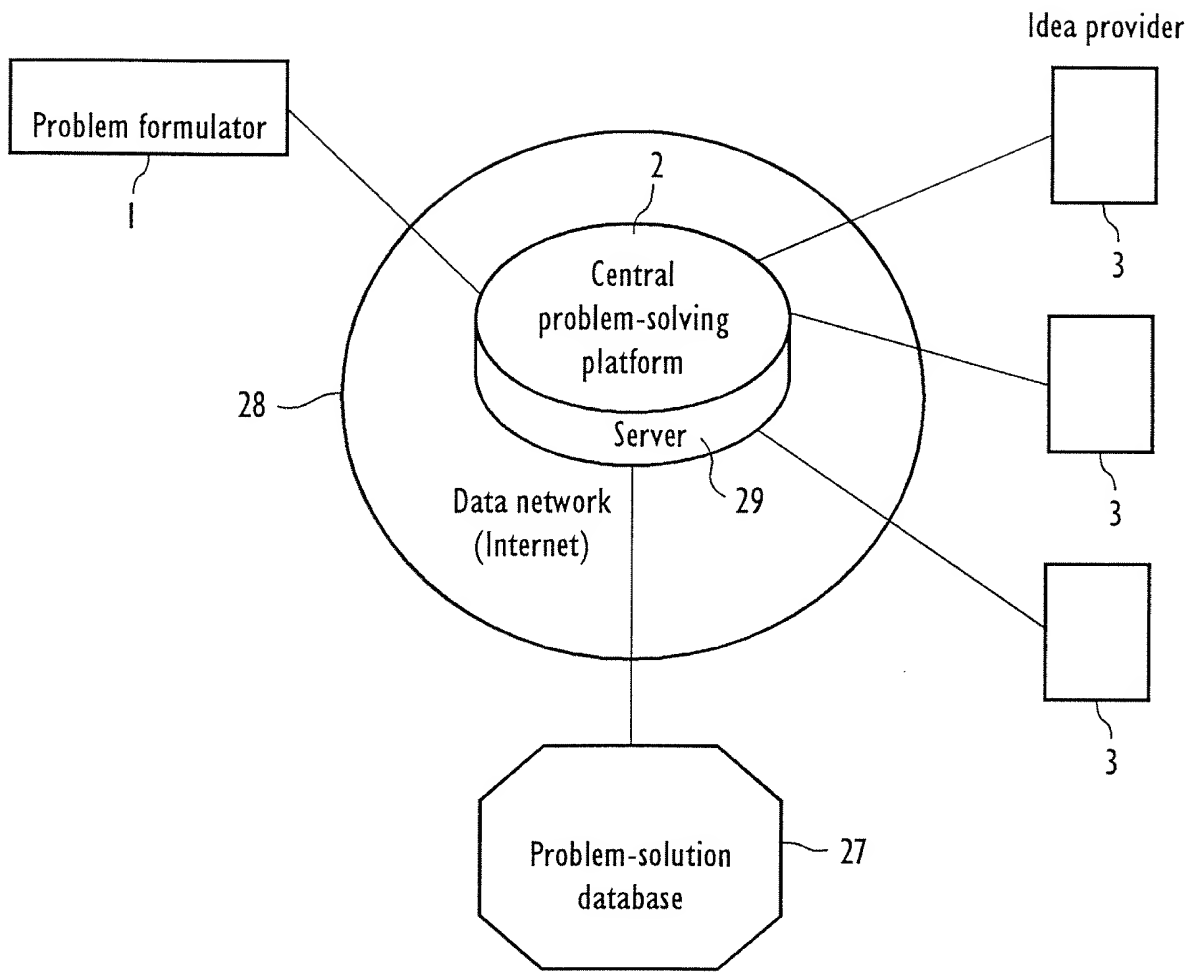 Idea provider
Problem formulator
1
2
3
Central
problem-solving
platform
28
Server
29
3
Data network
(Internet)
3
Problem-solution
database
27